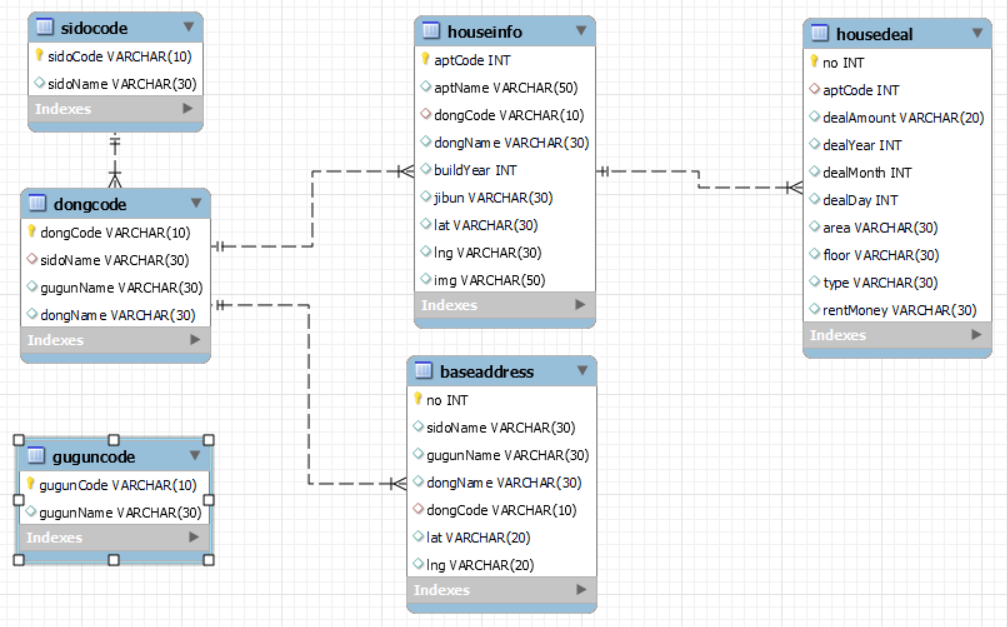 sidocode
sidoCode VARCHAR(10)
sidoName VARCHAR(30)
Indexes
dongcode
dongCode VARCHAR(10)
sidoName VARCHAR(30)
gugunName VARCHAR(30)
dongName VARCHAR(30)
Indexes
guguncode
gugunCode VARCHAR(10)
gugunName VARCHAR(30)
Indexes
houseinfo
aptCode INT
aptName VARCHAR(50)
dongCode VARCHAR(10)
dongName VARCHAR(30)
buildYear INT
jibun VARCHAR(30)
lat VARCHAR(30)
lng VARCHAR(30)
img VARCHAR(50)
Indexes
baseaddress
no INT
sidoName VARCHAR(30)
gugunName VARCHAR(30)
dongName VARCHAR(30)
dongCode VARCHAR(10)
lat VARCHAR(20)
lng VARCHAR(20)
Indexes
housedeal
no INT
aptCode INT
dealAmount VARCHAR(20)
dealYear INT
dealMonth INT
dealDay INT
area VARCHAR(30)
floor VARCHAR(30)
type VARCHAR(30)
rentMoney VARCHAR(30)
Indexes